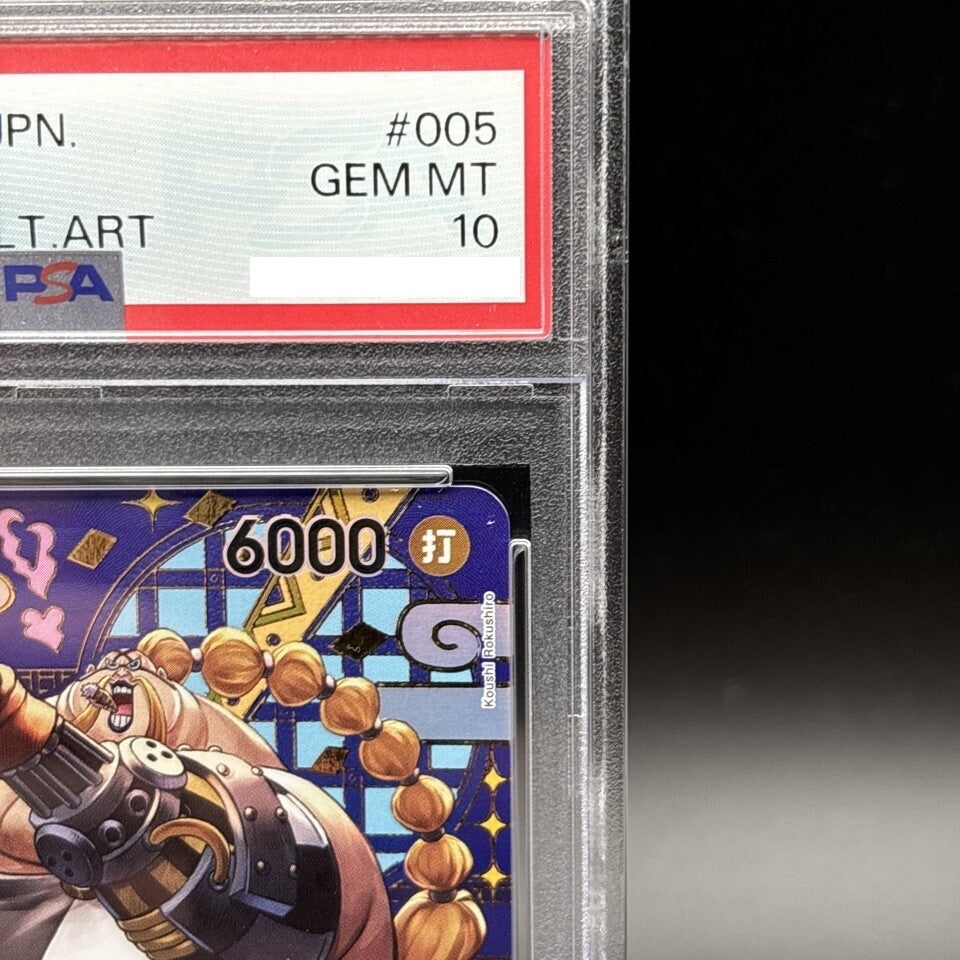 JPN. #005
GEM MT
LT.ART 10
PSA
6000 打
Koushi Rokushiro